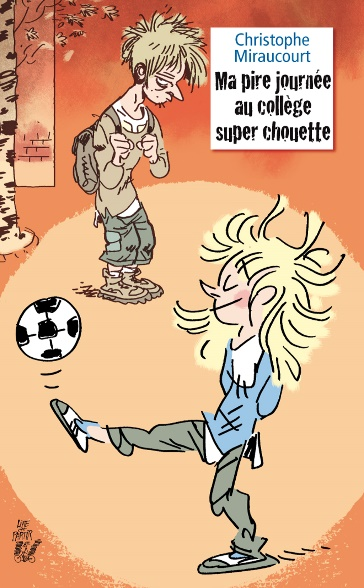 Christophe
Miraucourt
Ma pire journée
au collège
super chouette